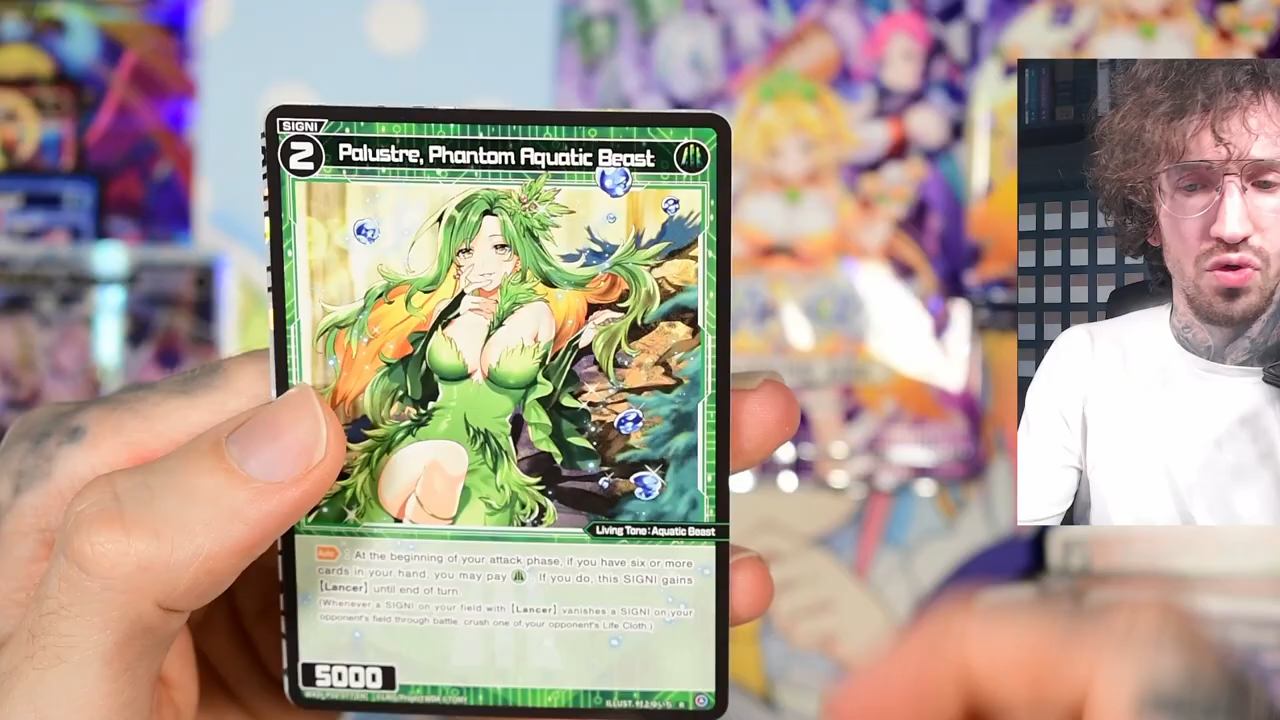 SIGNI
2 Palustre, Phantom Aquatic Beast
Living Tone: Aquatic Beast
Auto : At the beginning of your attack phase, if you have six or more
cards in your hand, you may pay . If you do, this SIGNI gains
【Lancer】 until end of turn.
(Whenever a SIGNI on your field with 【Lancer】 vanishes a SIGNI on your
opponent's field through battle, crush one of your opponent's Life Cloth.)
5000
ILLUST.